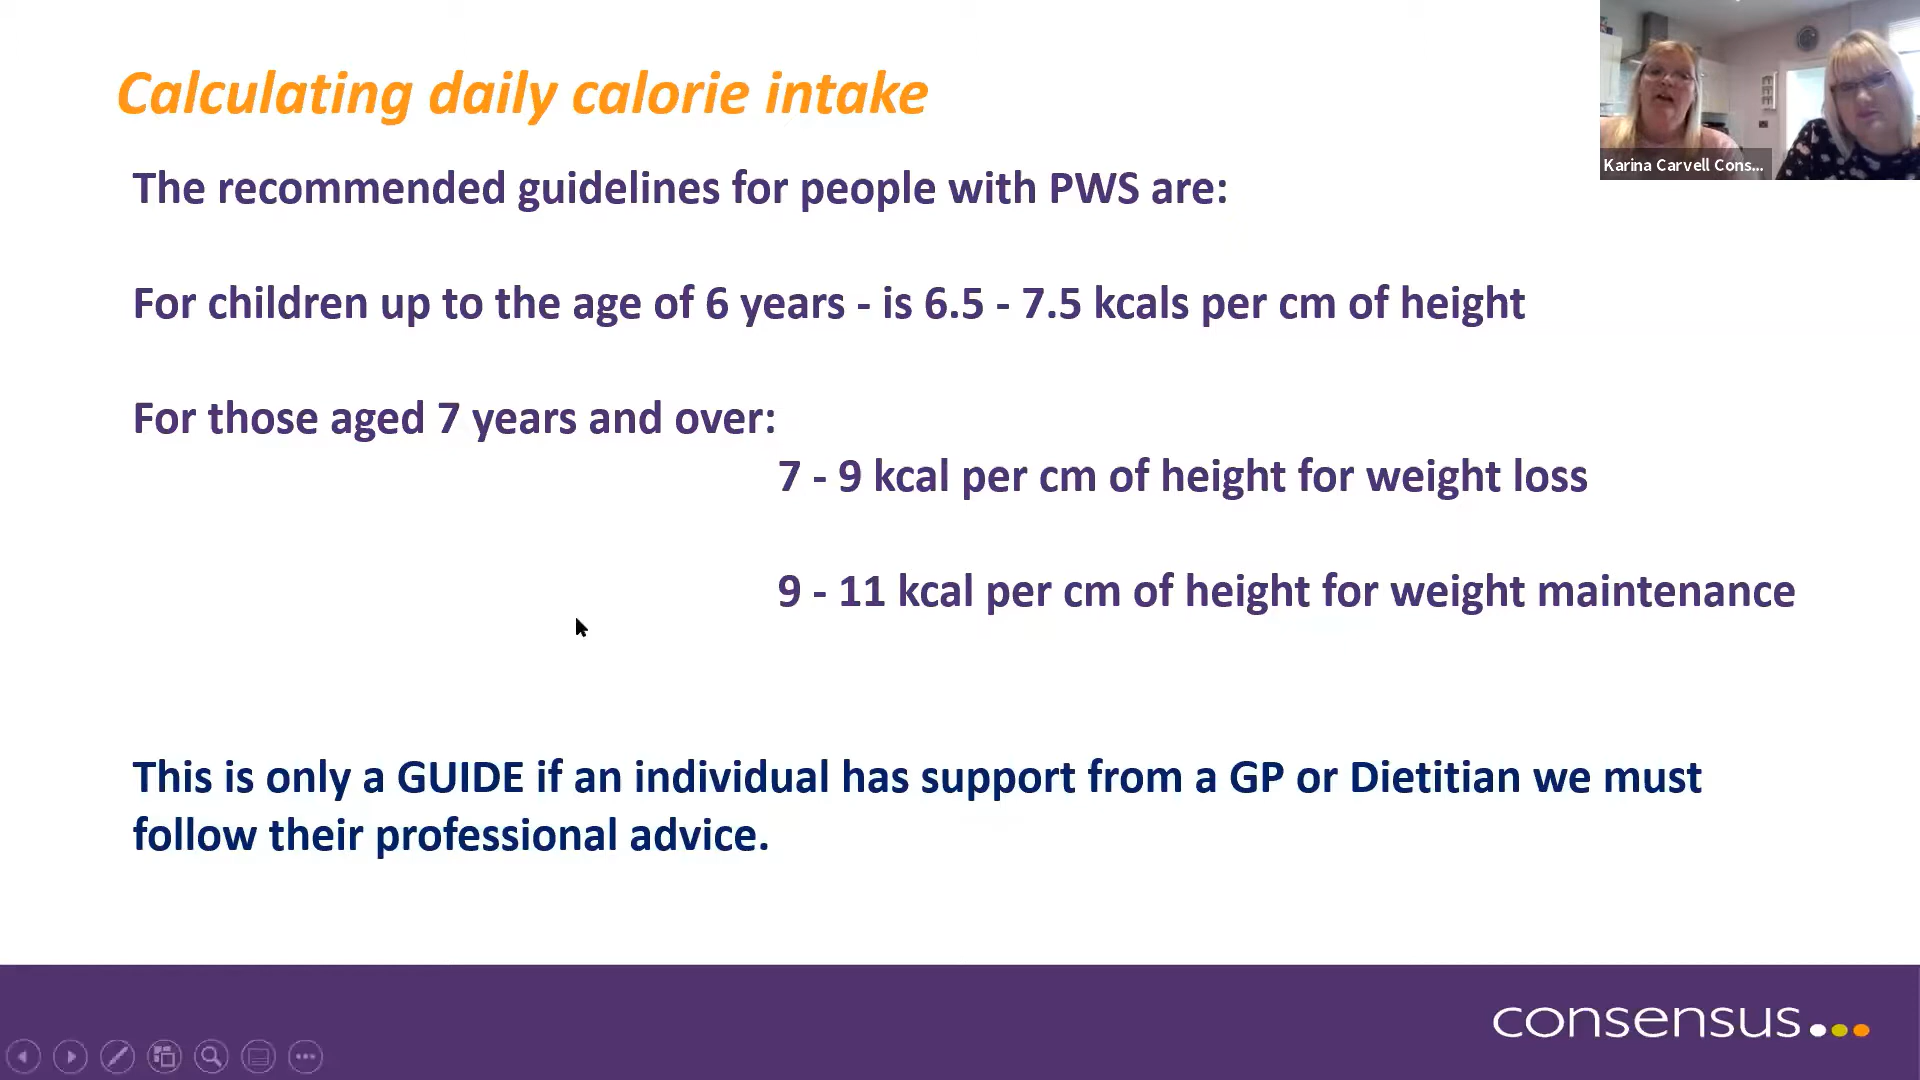 Calculating daily calorie intake
Karina Carvell Cons...
The recommended guidelines for people with PWS are:
For children up to the age of 6 years - is 6.5 - 7.5 kcals per cm of height
For those aged 7 years and over:
7 - 9 kcal per cm of height for weight loss
9 - 11 kcal per cm of height for weight maintenance
This is only a GUIDE if an individual has support from a GP or Dietitian we must
follow their professional advice.
consensus